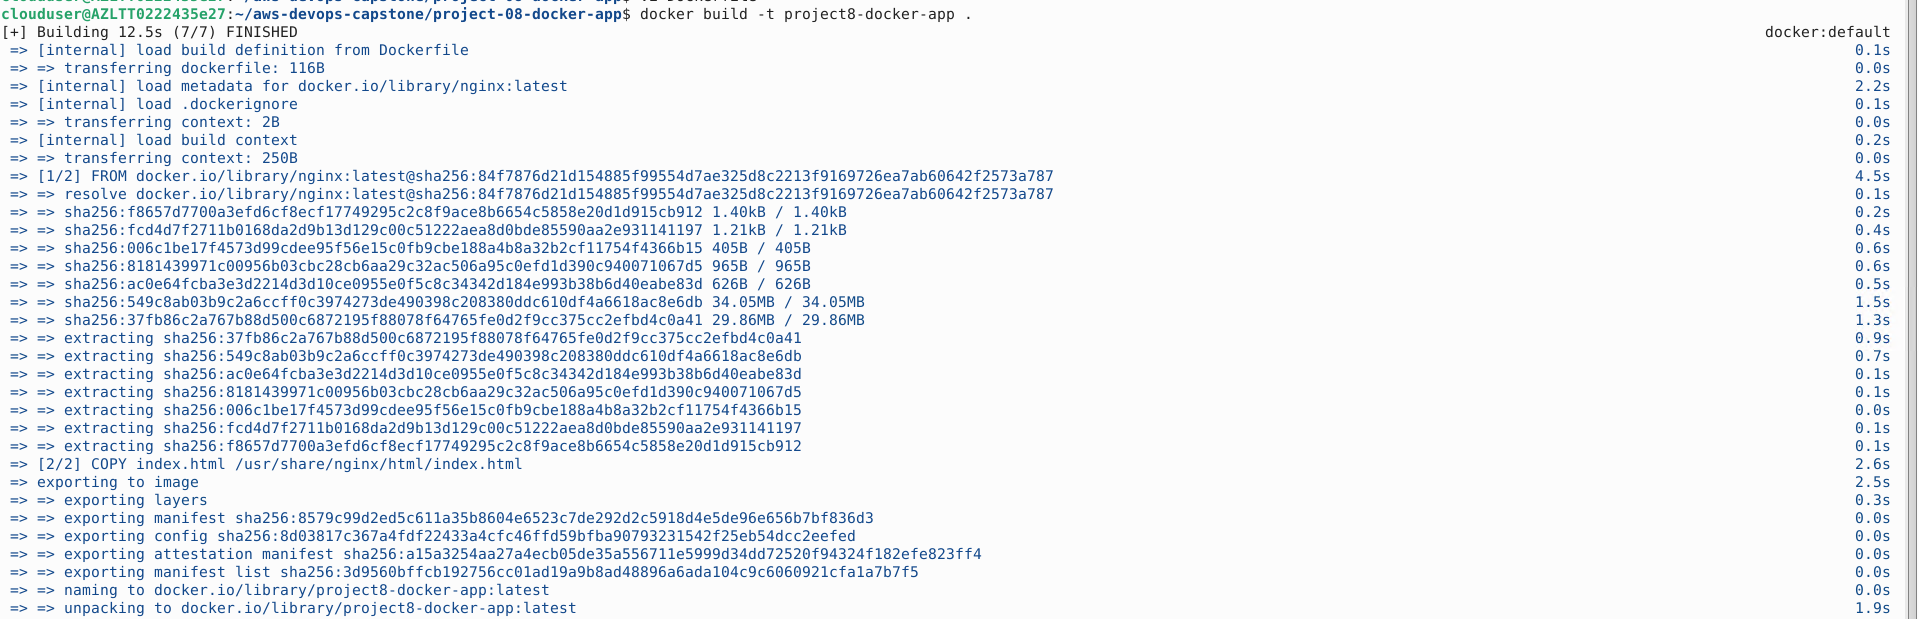 clouduser@AZLTT0222435e27:~/aws-devops-capstone/project-08-docker-app$ docker build -t project8-docker-app .
[+] Building 12.5s (7/7) FINISHED docker:default
=> [internal] load build definition from Dockerfile 0.1s
=> => transferring dockerfile: 116B 0.0s
=> [internal] load metadata for docker.io/library/nginx:latest 2.2s
=> [internal] load .dockerignore 0.1s
=> => transferring context: 2B 0.0s
=> [internal] load build context 0.2s
=> => transferring context: 250B 0.0s
=> [1/2] FROM docker.io/library/nginx:latest@sha256:84f7876d21d154885f99554d7ae325d8c2213f9169726ea7ab60642f2573a787 4.5s
=> => resolve docker.io/library/nginx:latest@sha256:84f7876d21d154885f99554d7ae325d8c2213f9169726ea7ab60642f2573a787 0.1s
=> => sha256:f8657d7700a3efd6cf8ecf17749295c2c8f9ace8b6654c5858e20d1d915cb912 1.40kB / 1.40kB 0.2s
=> => sha256:fcd4d7f2711b0168da2d9b13d129c00c51222aea8d0bde85590aa2e931141197 1.21kB / 1.21kB 0.4s
=> => sha256:006c1be17f4573d99cdee95f56e15c0fb9cbe188a4b8a32b2cf11754f4366b15 405B / 405B 0.6s
=> => sha256:8181439971c00956b03cbc28cb6aa29c32ac506a95c0efd1d390c940071067d5 965B / 965B 0.6s
=> => sha256:ac0e64fcba3e3d2214d3d10ce0955e0f5c8c34342d184e993b38b6d40eabe83d 626B / 626B 0.5s
=> => sha256:549c8ab03b9c2a6ccff0c3974273de490398c208380ddc610df4a6618ac8e6db 34.05MB / 34.05MB 1.5s
=> => sha256:37fb86c2a767b88d500c6872195f88078f64765fe0d2f9cc375cc2efbd4c0a41 29.86MB / 29.86MB 1.3s
=> => extracting sha256:37fb86c2a767b88d500c6872195f88078f64765fe0d2f9cc375cc2efbd4c0a41 0.9s
=> => extracting sha256:549c8ab03b9c2a6ccff0c3974273de490398c208380ddc610df4a6618ac8e6db 0.7s
=> => extracting sha256:ac0e64fcba3e3d2214d3d10ce0955e0f5c8c34342d184e993b38b6d40eabe83d 0.1s
=> => extracting sha256:8181439971c00956b03cbc28cb6aa29c32ac506a95c0efd1d390c940071067d5 0.1s
=> => extracting sha256:006c1be17f4573d99cdee95f56e15c0fb9cbe188a4b8a32b2cf11754f4366b15 0.0s
=> => extracting sha256:fcd4d7f2711b0168da2d9b13d129c00c51222aea8d0bde85590aa2e931141197 0.1s
=> => extracting sha256:f8657d7700a3efd6cf8ecf17749295c2c8f9ace8b6654c5858e20d1d915cb912 0.1s
=> [2/2] COPY index.html /usr/share/nginx/html/index.html 2.6s
=> exporting to image 2.5s
=> => exporting layers 0.3s
=> => exporting manifest sha256:8579c99d2ed5c611a35b8604e6523c7de292d2c5918d4e5de96e656b7bf836d3 0.0s
=> => exporting config sha256:8d03817c367a4fdf22433a4cfc46ffd59bfba90793231542f25eb54dcc2eefed 0.0s
=> => exporting attestation manifest sha256:a15a3254aa27a4ecb05de35a556711e5999d34dd72520f94324f182efe823ff4 0.0s
=> => exporting manifest list sha256:3d9560bffcb192756cc01ad19a9b8ad48896a6ada104c9c6060921cfa1a7b7f5 0.0s
=> => naming to docker.io/library/project8-docker-app:latest 0.0s
=> => unpacking to docker.io/library/project8-docker-app:latest 1.9s